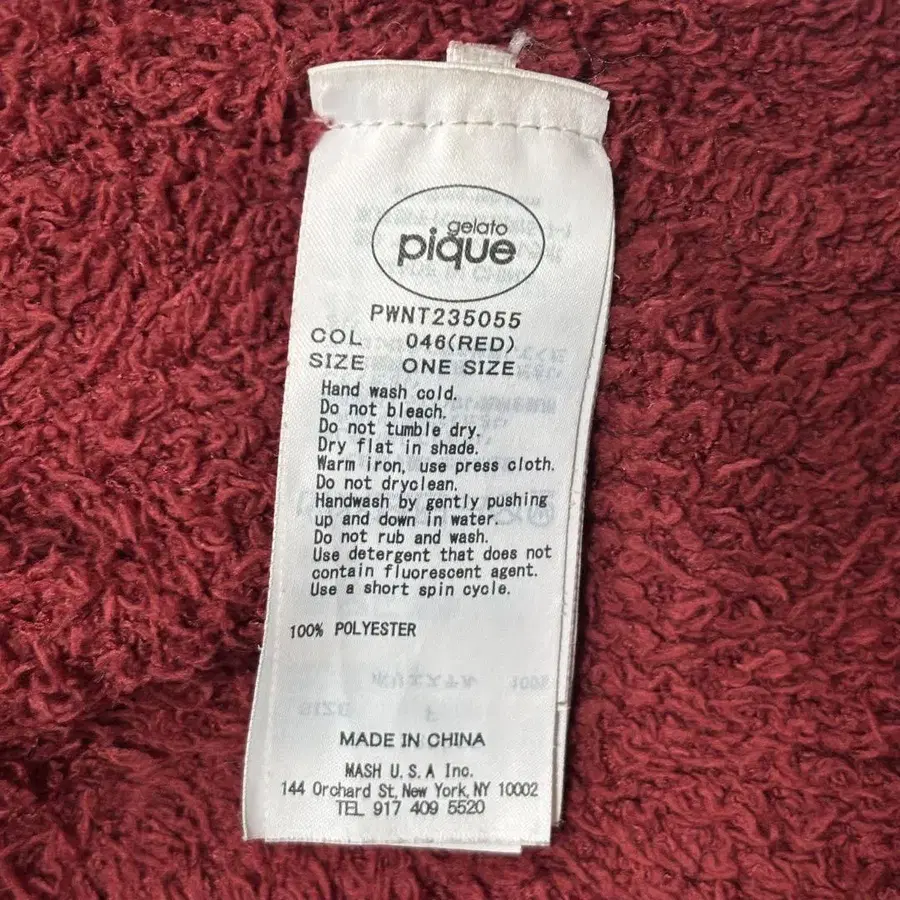 gelato
pique
PWNT235055
COL 046(RED)
SIZE ONE SIZE
Hand wash cold.
Do not bleach.
Do not tumble dry.
Dry flat in shade.
Warm iron, use press cloth.
Do not dryclean.
Handwash by gently pushing
up and down in water.
Do not rub and wash.
Use detergent that does not
contain fluorescent agent.
Use a short spin cycle.
100% POLYESTER
MADE IN CHINA
MASH U.S.A Inc.
144 Orchard St, New York, NY 10002
TEL 917 409 5520